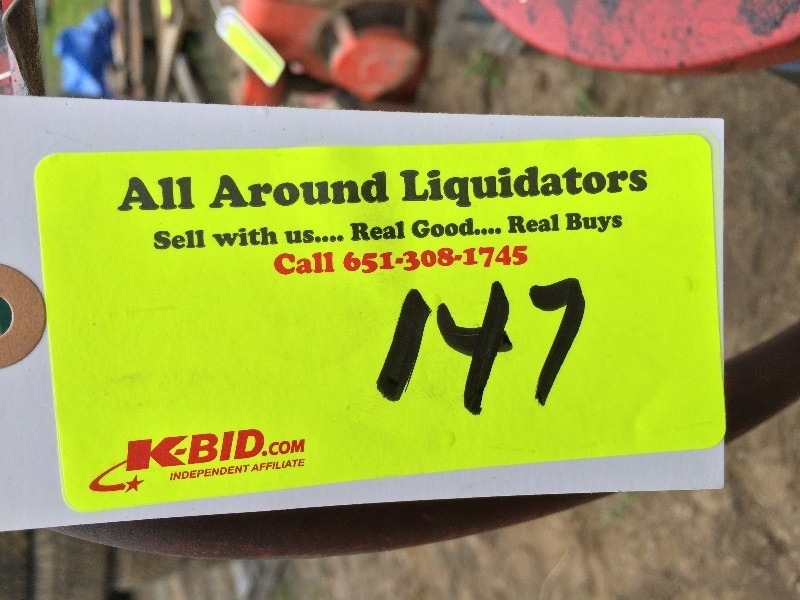 All Around Liquidators
Sell with us.... Real Good.... Real Buys
Call 651-308-1745
147
K-BID.COM
INDEPENDENT AFFILIATE